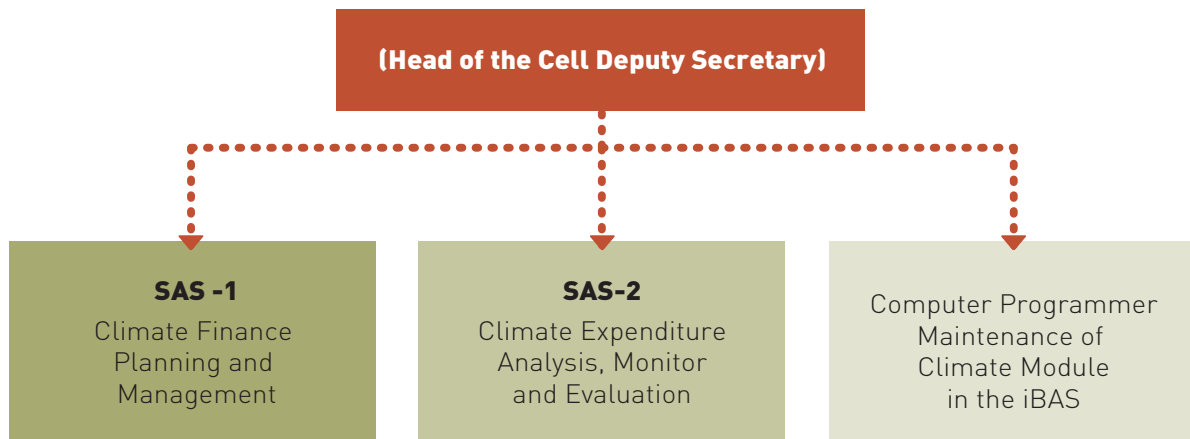 (Head of the Cell Deputy Secretary)
SAS -1
Climate Finance
Planning and
Management
SAS-2
Climate Expenditure
Analysis, Monitor
and Evaluation
Computer Programmer
Maintenance of
Climate Module
in the iBAS